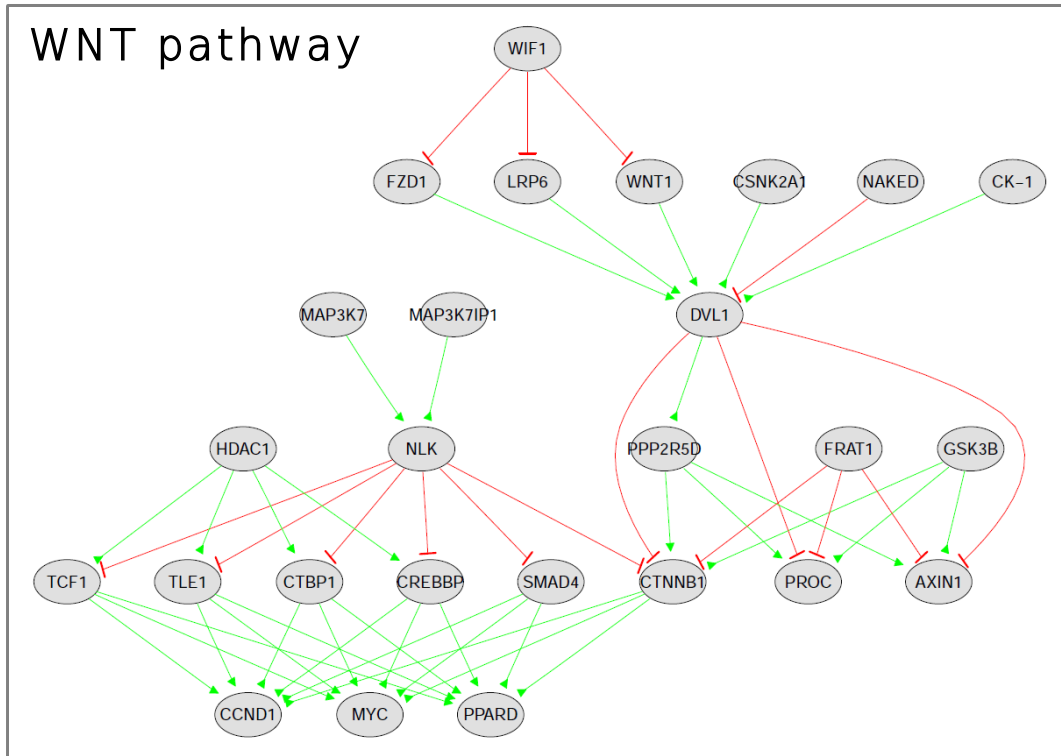 WNT pathway
WIF1
FZD1 LRP6 WNT1 CSNK2A1 NAKED CK−1
MAP3K7 MAP3K7IP1 DVL1
HDAC1 NLK PPP2R5D FRAT1 GSK3B
TCF1 TLE1 CTBP1 CREBBP SMAD4 CTNNB1 PROC AXIN1
CCND1 MYC PPARD